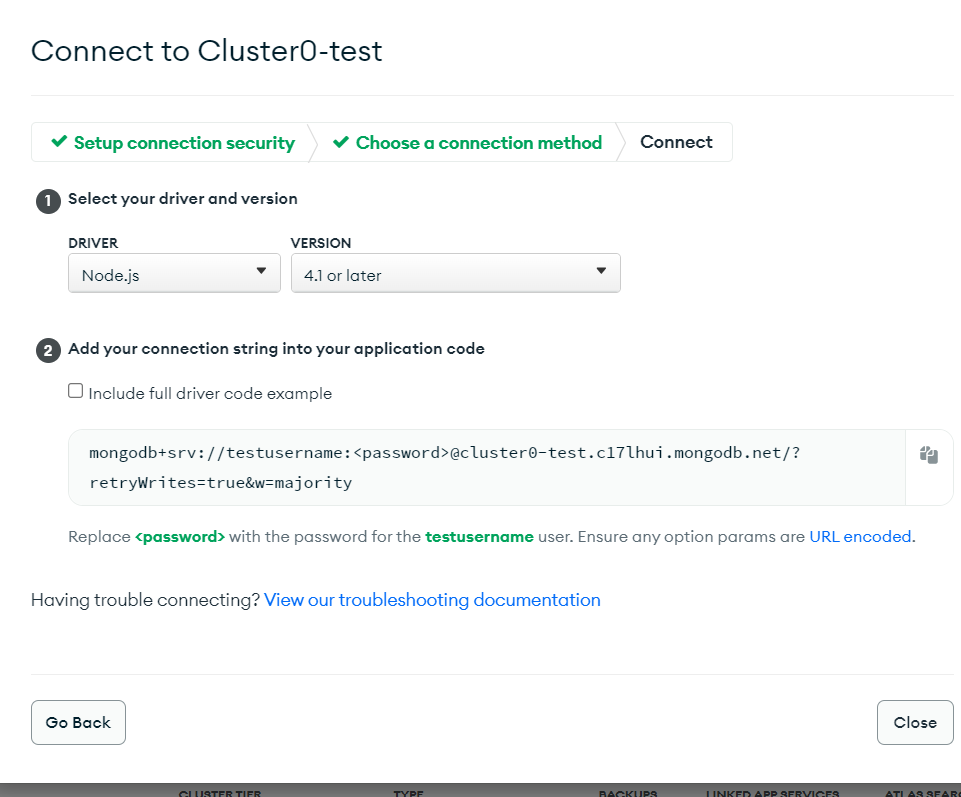 Connect to Cluster0-test
✔ Setup connection security ✔ Choose a connection method Connect
1 Select your driver and version
DRIVER VERSION
Node.js 4.1 or later
2 Add your connection string into your application code
Include full driver code example
mongodb+srv://testusername:<password>@cluster0-test.c17lhui.mongodb.net/?
retryWrites=true&w=majority
Replace <password> with the password for the testusername user. Ensure any option params are URL encoded.
Having trouble connecting? View our troubleshooting documentation
Go Back Close
CLUSTER TIER TYPE BACKUPS LINKED APP SERVICES ATLAS SEAR